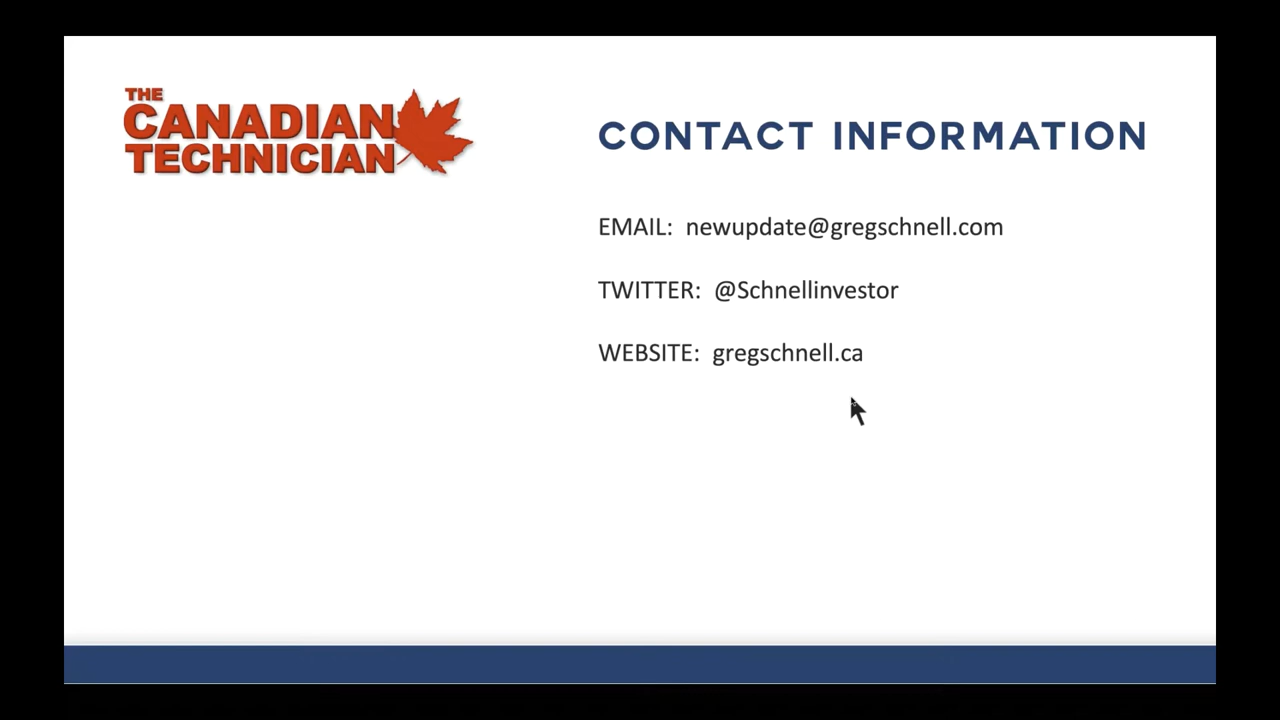 THE
CANADIAN
TECHNICIAN
CONTACT INFORMATION
EMAIL: newupdate@gregschnell.com
TWITTER: @Schnellinvestor
WEBSITE: gregschnell.ca